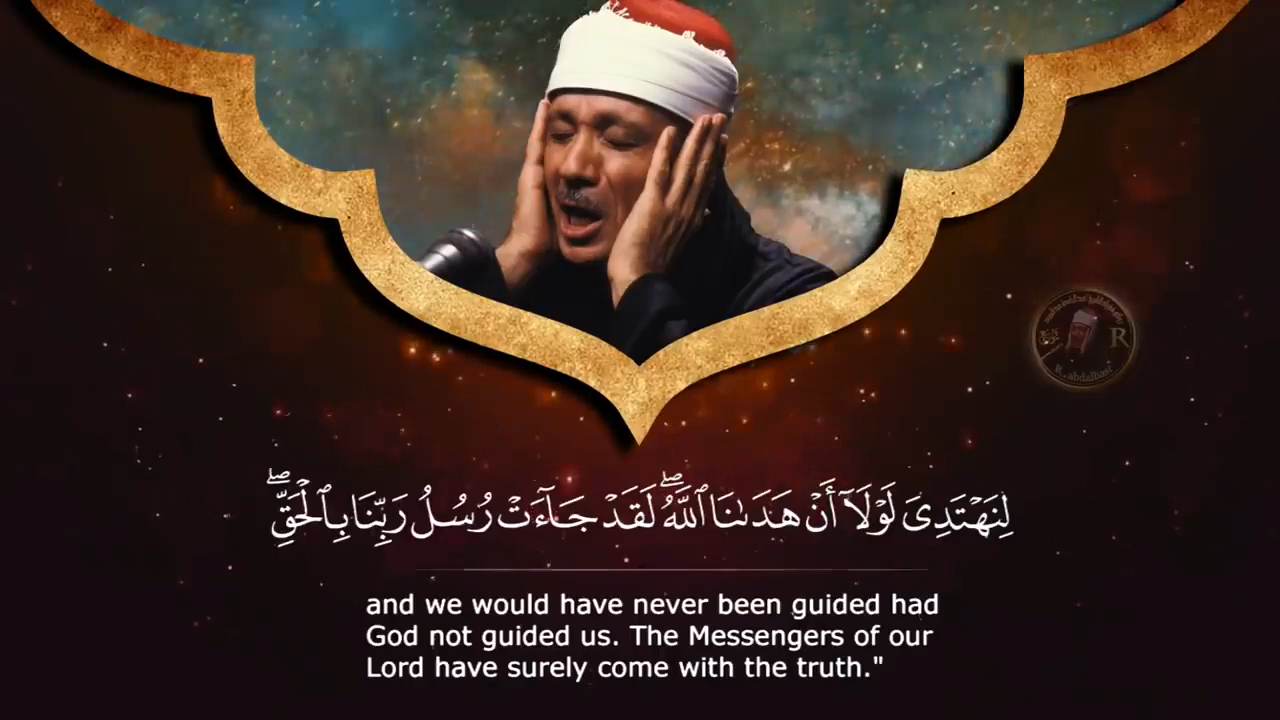 لِنَهْتَدِىَ لَوْلَآ أَنْ هَدَىٰنَا ٱللَّهُ ۖ لَقَدْ جَآءَتْ رُسُلُ رَبِّنَا بِٱلْحَقِّ ۖ
and we would have never been guided had
God not guided us. The Messengers of our
Lord have surely come with the truth."
R
R..abdalbast